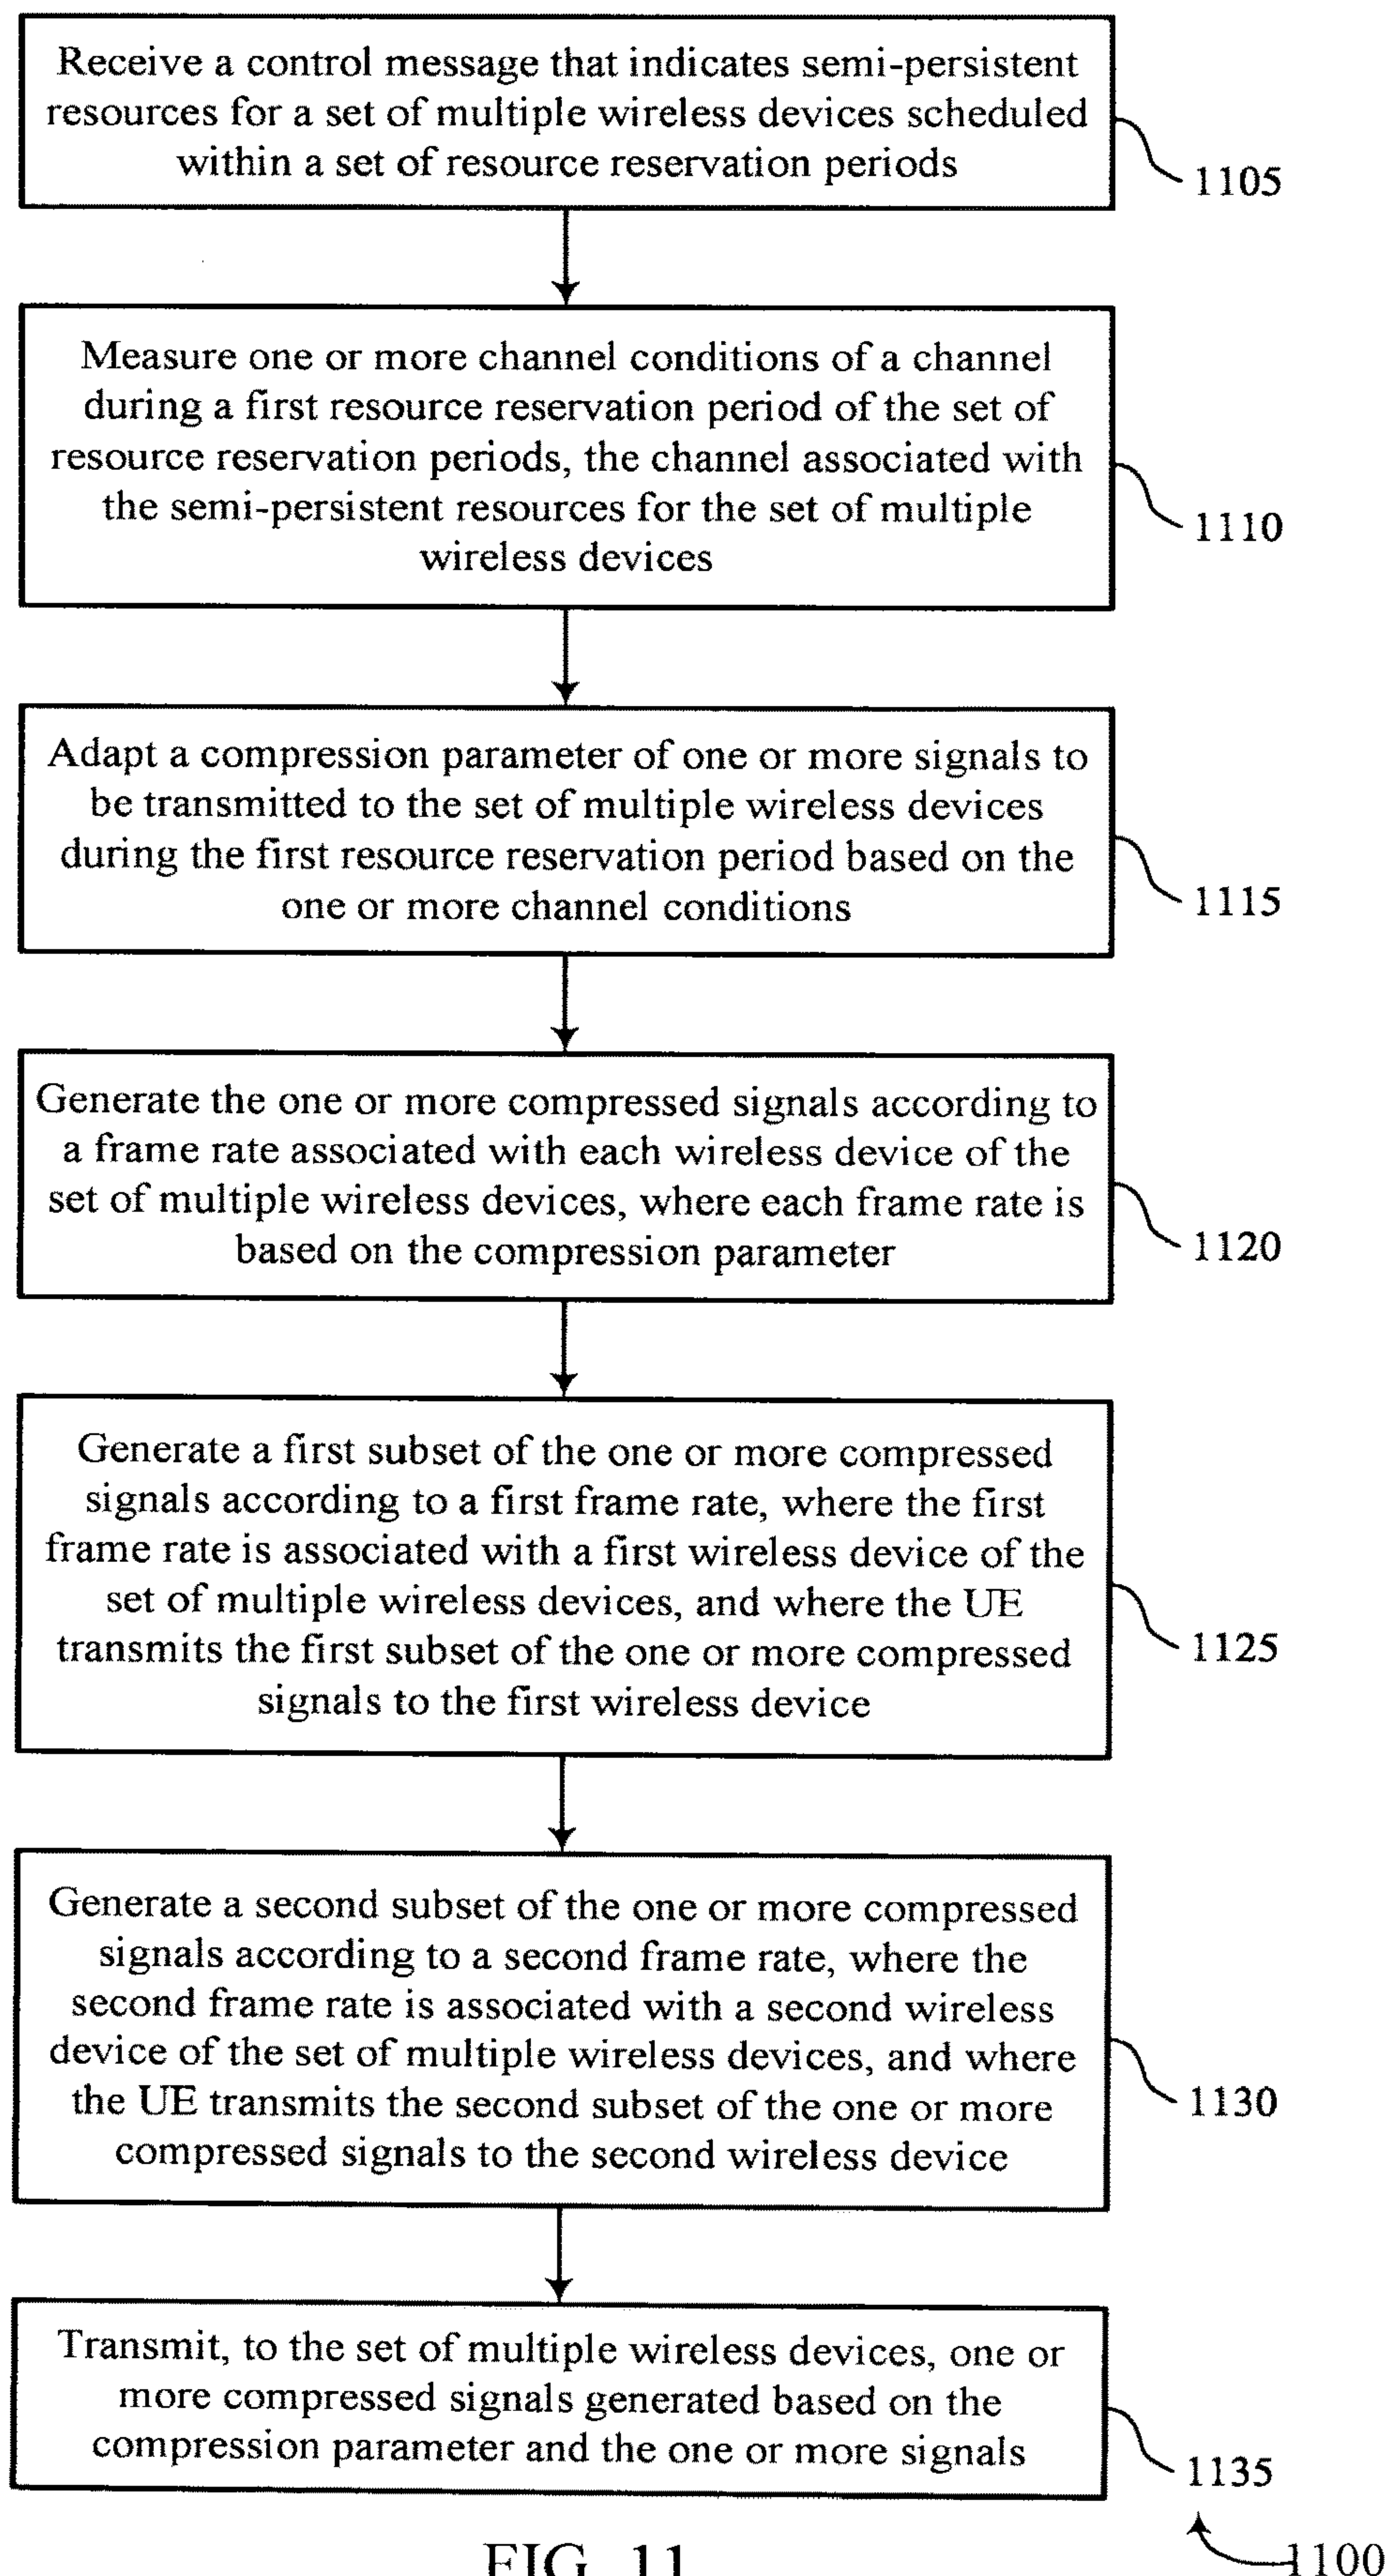 Receive a control message that indicates semi-persistent
resources for a set of multiple wireless devices scheduled
within a set of resource reservation periods
1105
Measure one or more channel conditions of a channel
during a first resource reservation period of the set of
resource reservation periods, the channel associated with
the semi-persistent resources for the set of multiple
wireless devices
1110
Adapt a compression parameter of one or more signals to
be transmitted to the set of multiple wireless devices
during the first resource reservation period based on the
one or more channel conditions
1115
Generate the one or more compressed signals according to
a frame rate associated with each wireless device of the
set of multiple wireless devices, where each frame rate is
based on the compression parameter
1120
Generate a first subset of the one or more compressed
signals according to a first frame rate, where the first
frame rate is associated with a first wireless device of the
set of multiple wireless devices, and where the UE
transmits the first subset of the one or more compressed
signals to the first wireless device
1125
Generate a second subset of the one or more compressed
signals according to a second frame rate, where the
second frame rate is associated with a second wireless
device of the set of multiple wireless devices, and where
the UE transmits the second subset of the one or more
compressed signals to the second wireless device
1130
Transmit, to the set of multiple wireless devices, one or
more compressed signals generated based on the
compression parameter and the one or more signals
1135
1100
FIG. 11